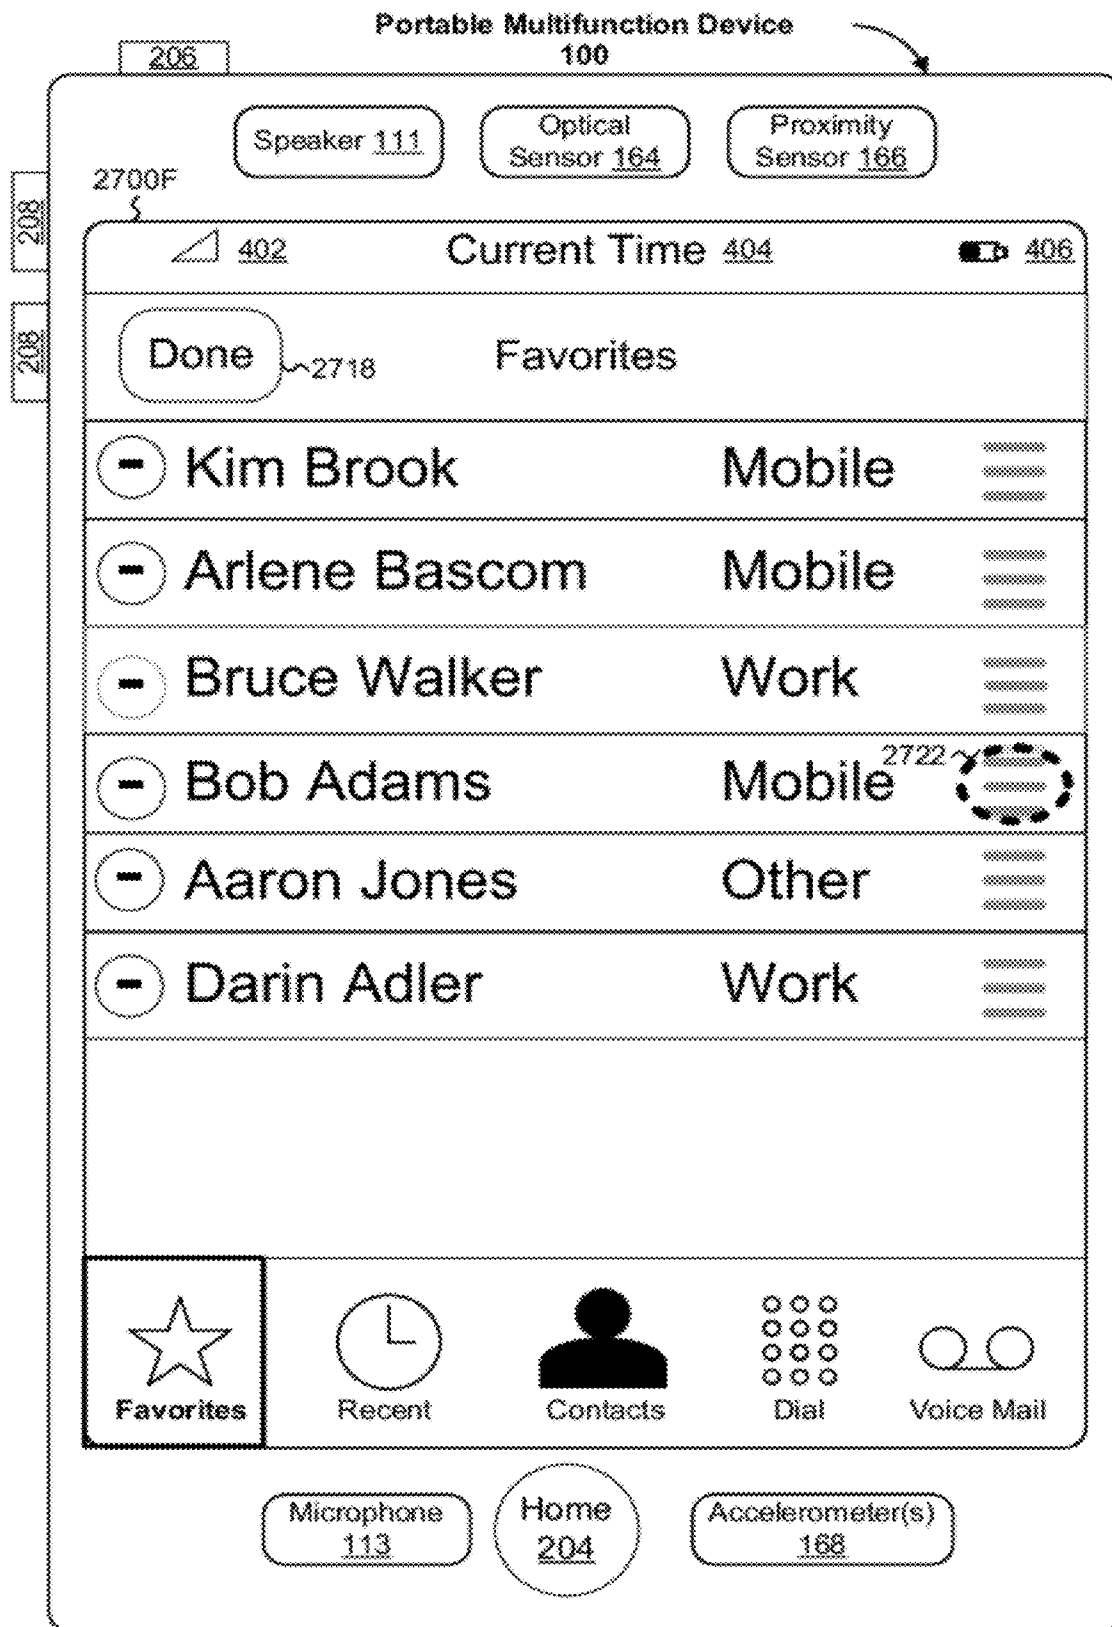 Portable Multifunction Device
100
206
Speaker 111
Optical
Sensor 164
Proximity
Sensor 166
2700F
208
208
402
Current Time 404
406
Done
2718
Favorites
- Kim Brook Mobile
- Arlene Bascom Mobile
- Bruce Walker Work
- Bob Adams Mobile 2722
- Aaron Jones Other
- Darin Adler Work
Favorites
Recent
Contacts
Dial
Voice Mail
Microphone
113
Home
204
Accelerometer(s)
168